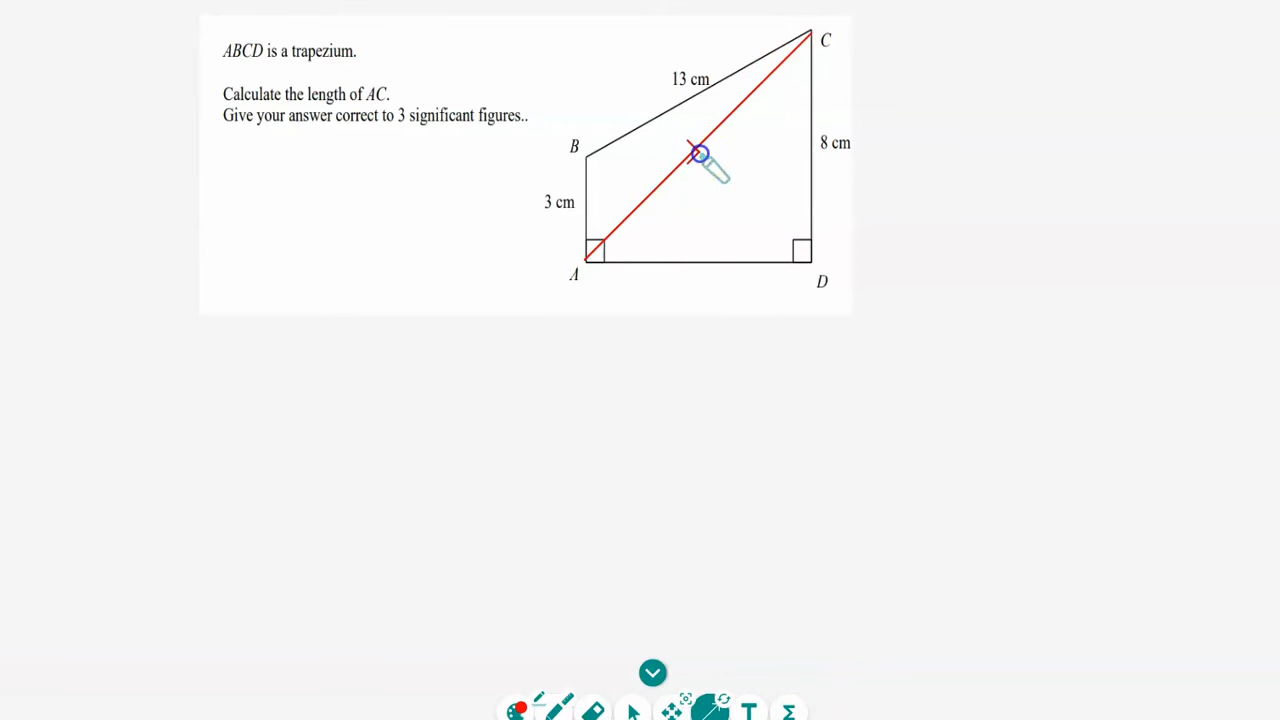 ABCD is a trapezium.
Calculate the length of AC.
Give your answer correct to 3 significant figures..
C
13 cm
B
8 cm
3 cm
A
D
T
Σ